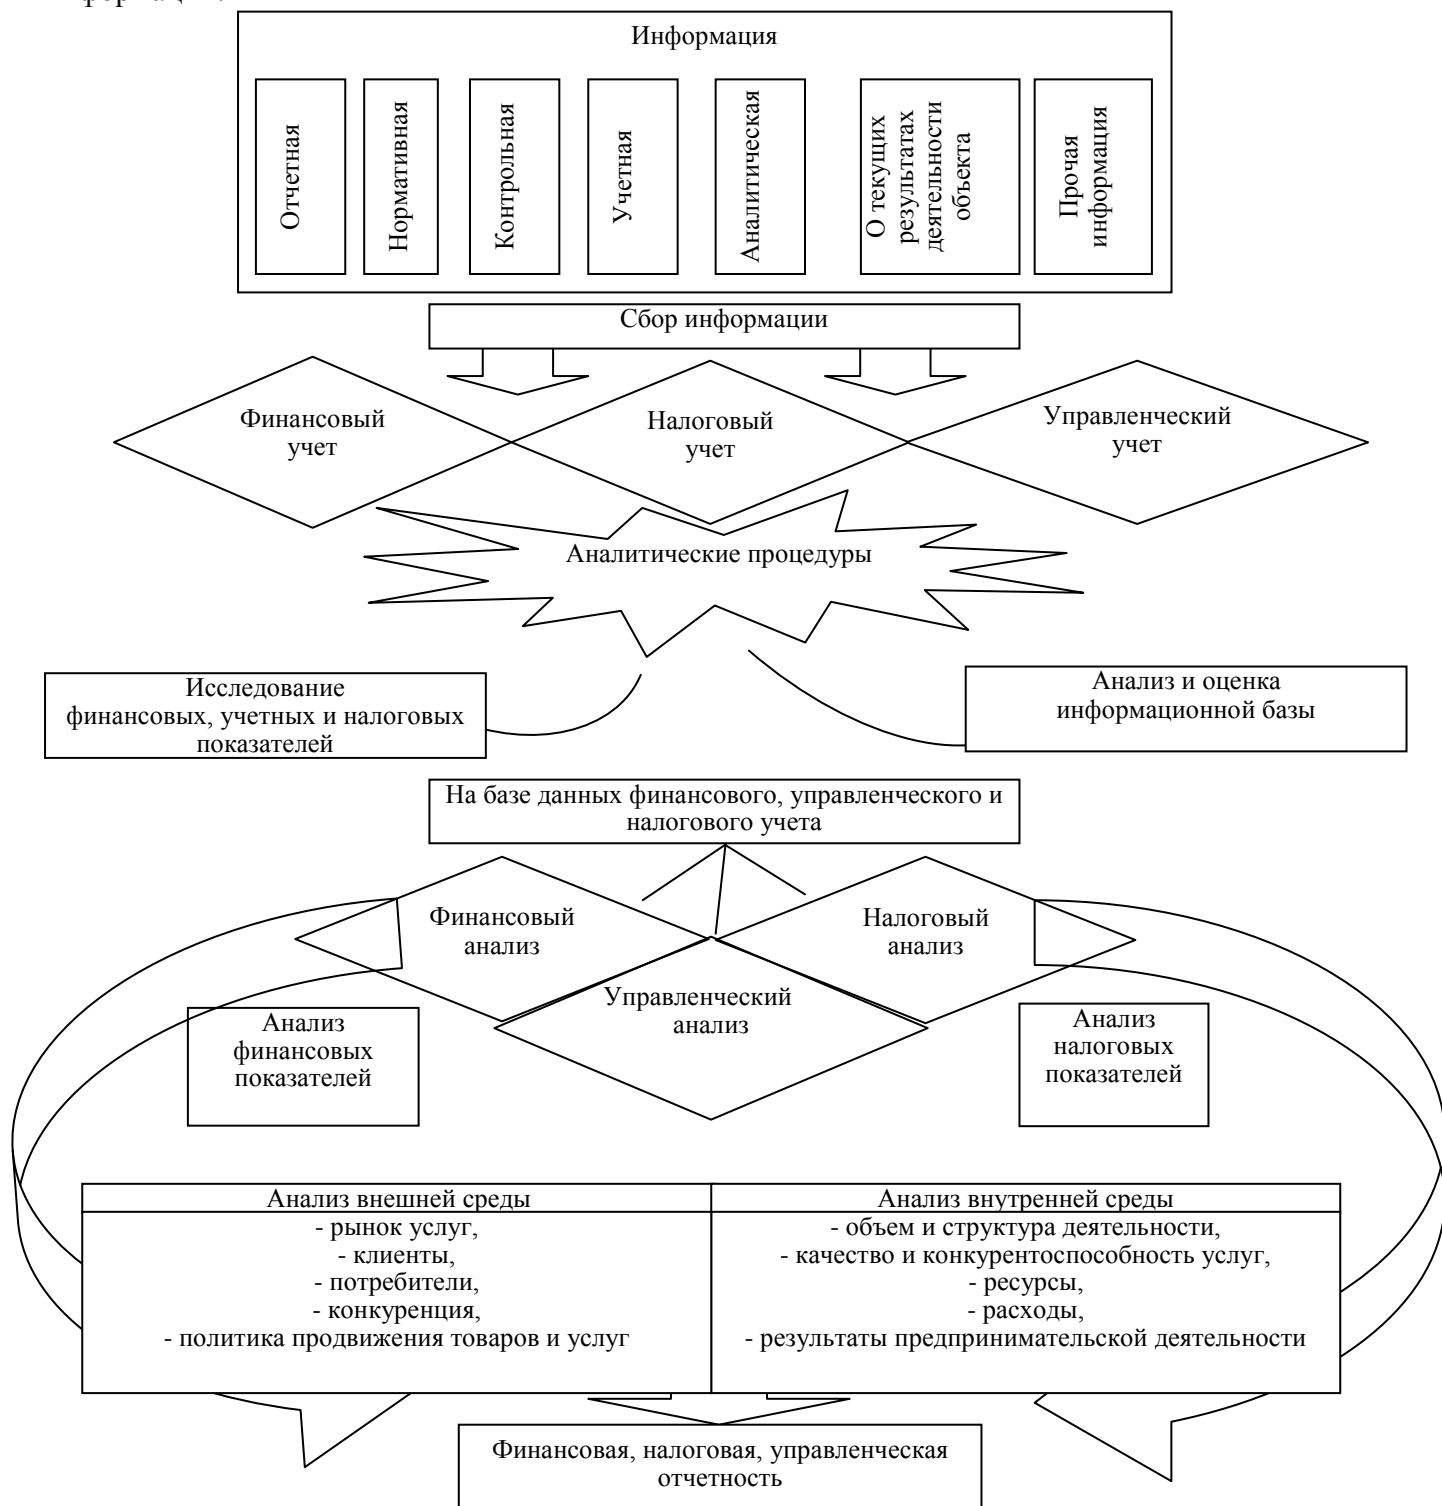 Информация
Отчетная
Нормативная
Контрольная
Учетная
Аналитическая
О текущих
результатах
деятельности
объекта
Прочая
информация
Сбор информации
Финансовый
учет
Налоговый
учет
Управленческий
учет
Аналитические процедуры
Исследование
финансовых, учетных и налоговых
показателей
Анализ и оценка
информационной базы
На базе данных финансового, управленческого и
налогового учета
Финансовый
анализ
Налоговый
анализ
Управленческий
анализ
Анализ
финансовых
показателей
Анализ
налоговых
показателей
Анализ внешней среды
- рынок услуг,
- клиенты,
- потребители,
- конкуренция,
- политика продвижения товаров и услуг
Анализ внутренней среды
- объем и структура деятельности,
- качество и конкурентоспособность услуг,
- ресурсы,
- расходы,
- результаты предпринимательской деятельности
Финансовая, налоговая, управленческая
отчетность